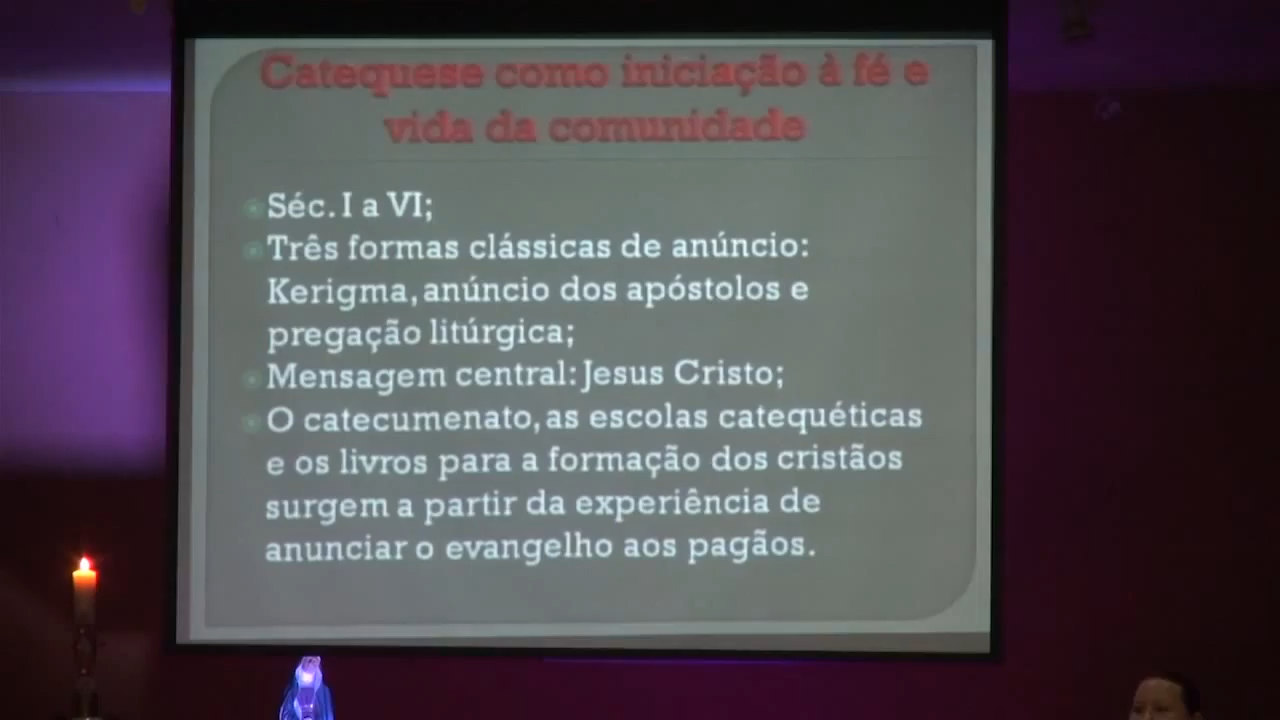 Catequese como iniciação à fé e
vida da comunidade
Séc. I a VI;
Três formas clássicas de anúncio:
Kerigma, anúncio dos apóstolos e
pregação litúrgica;
Mensagem central: Jesus Cristo;
O catecumenato, as escolas catequéticas
e os livros para a formação dos cristãos
surgem a partir da experiência de
anunciar o evangelho aos pagãos.